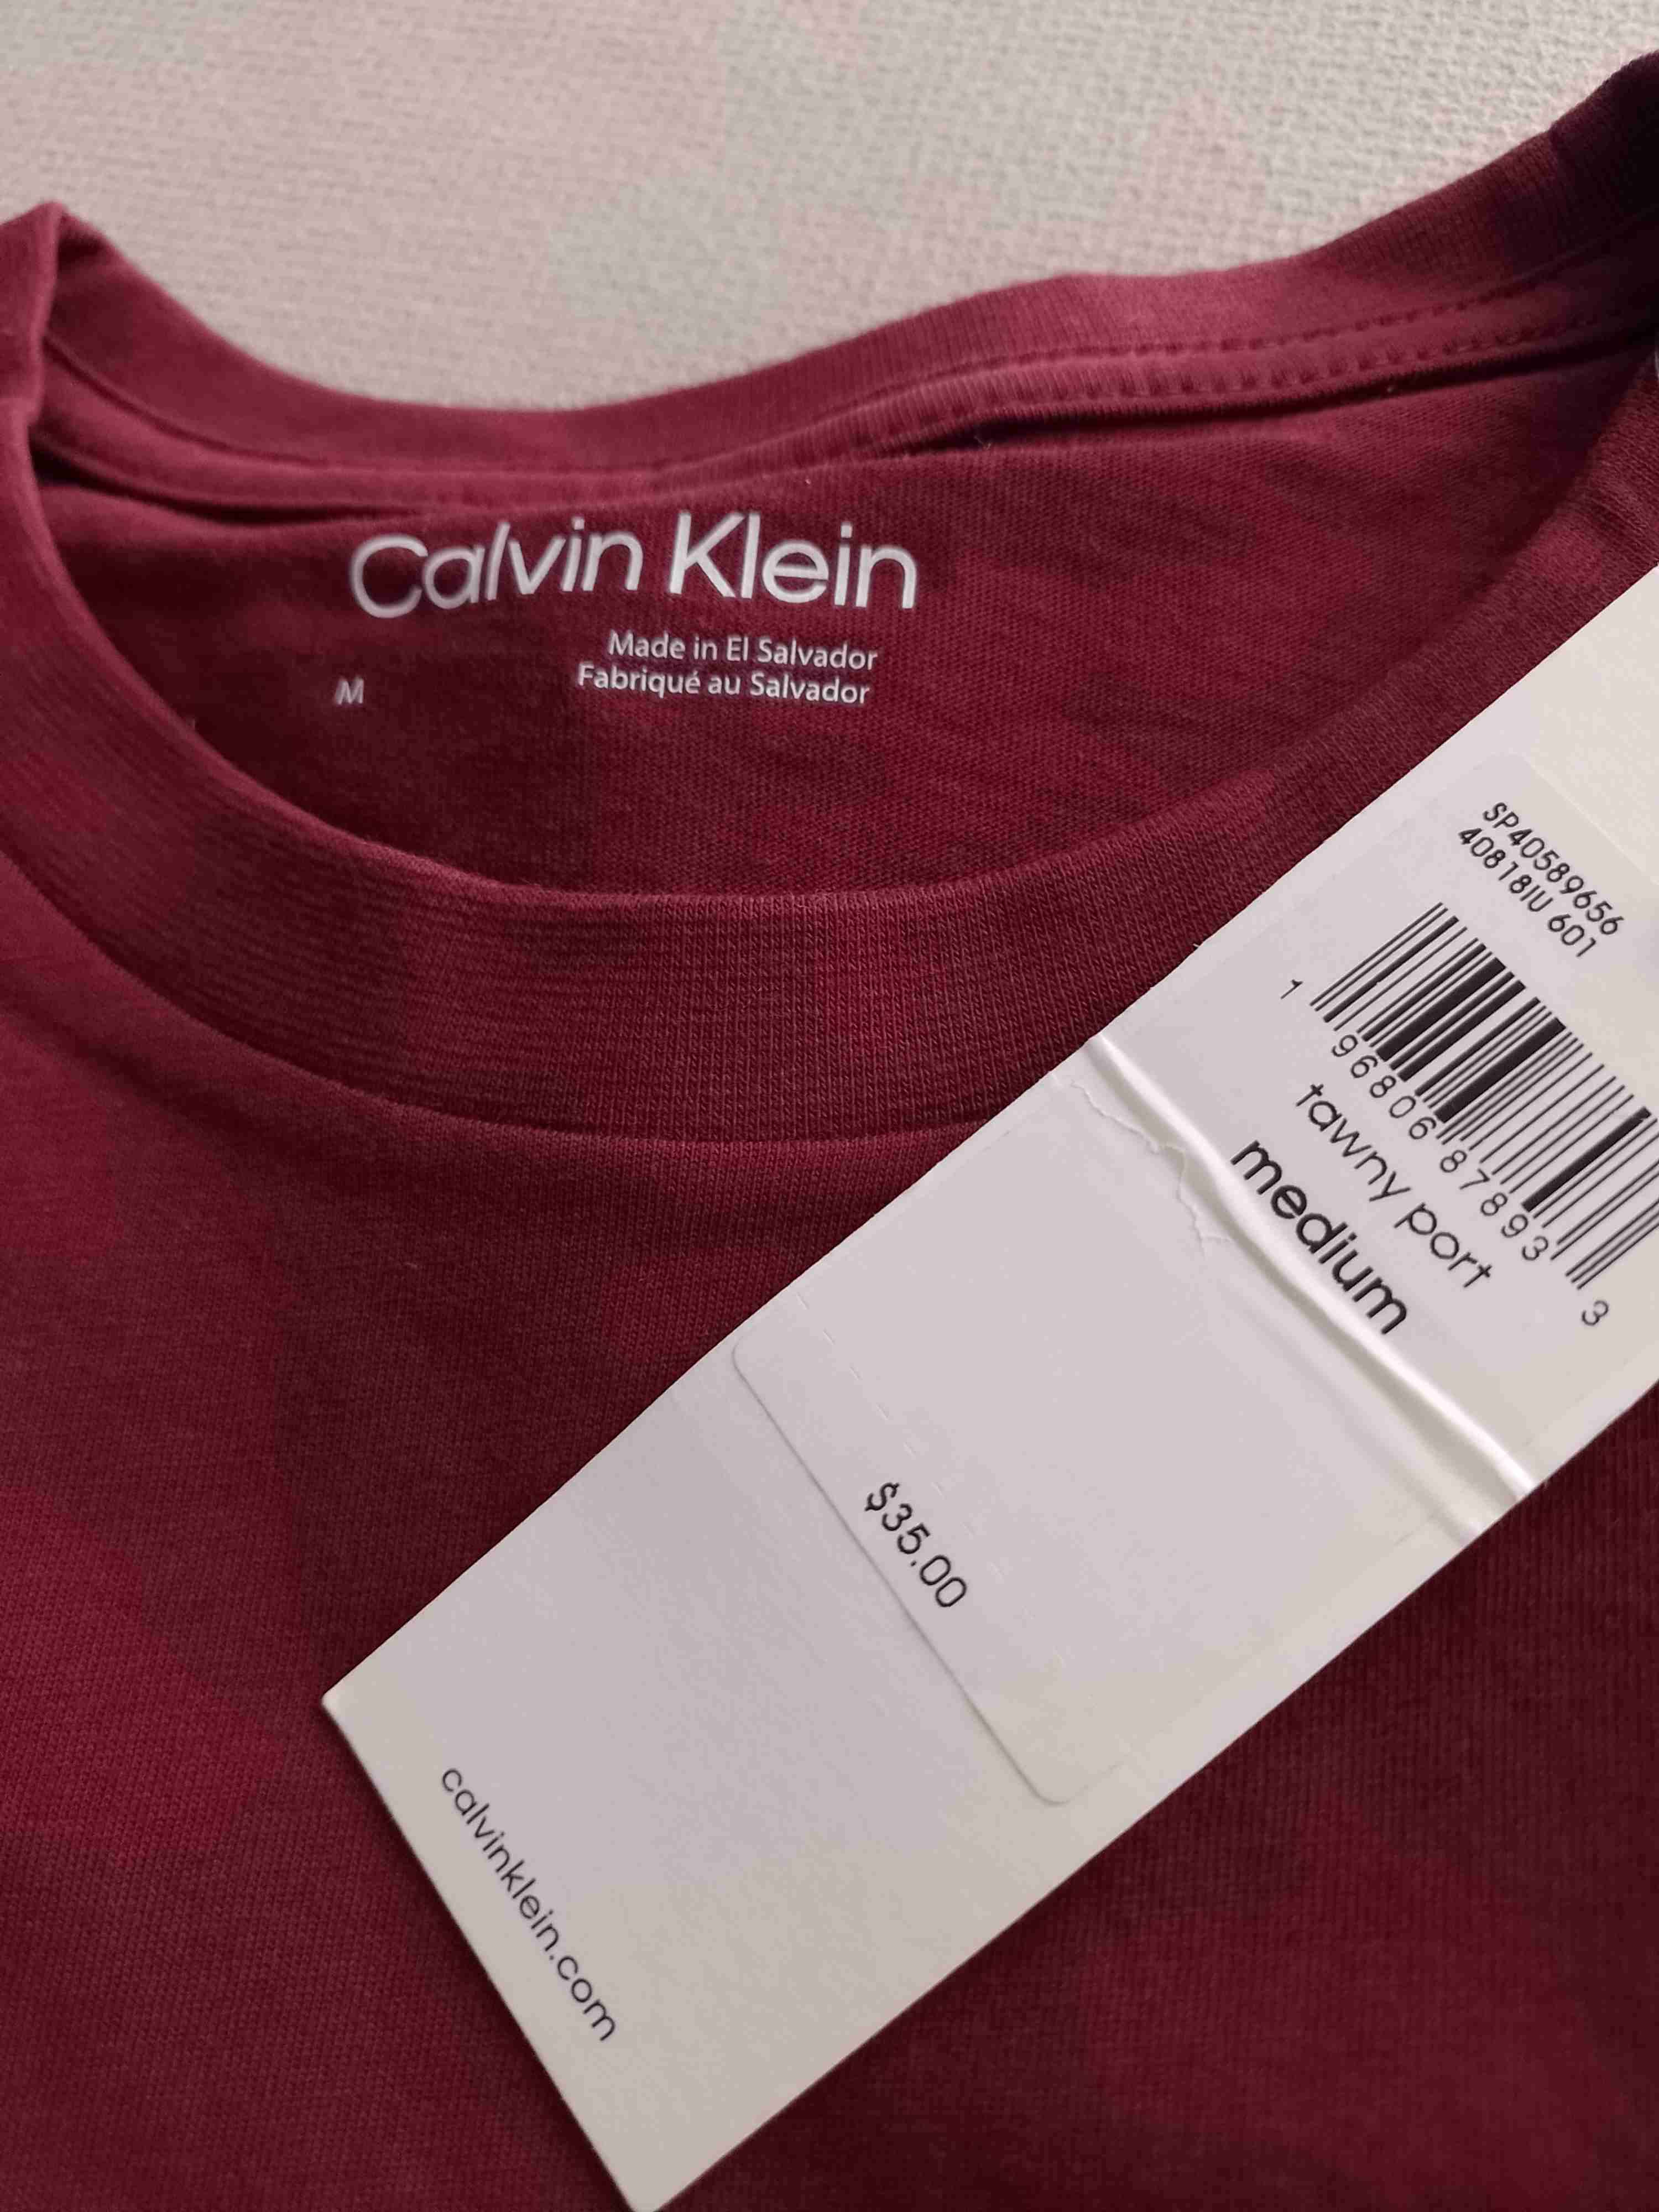 Calvin Klein
Made in El Salvador
Fabriqué au Salvador
M
SP40589656
40818IU 601
1 96806 87893 3
tawny port
medium
$35.00
calvinklein.com